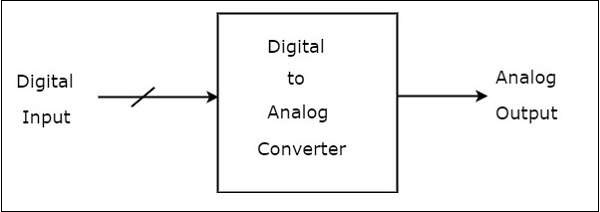 Digital
Input
Digital
to
Analog
Converter
Analog
Output